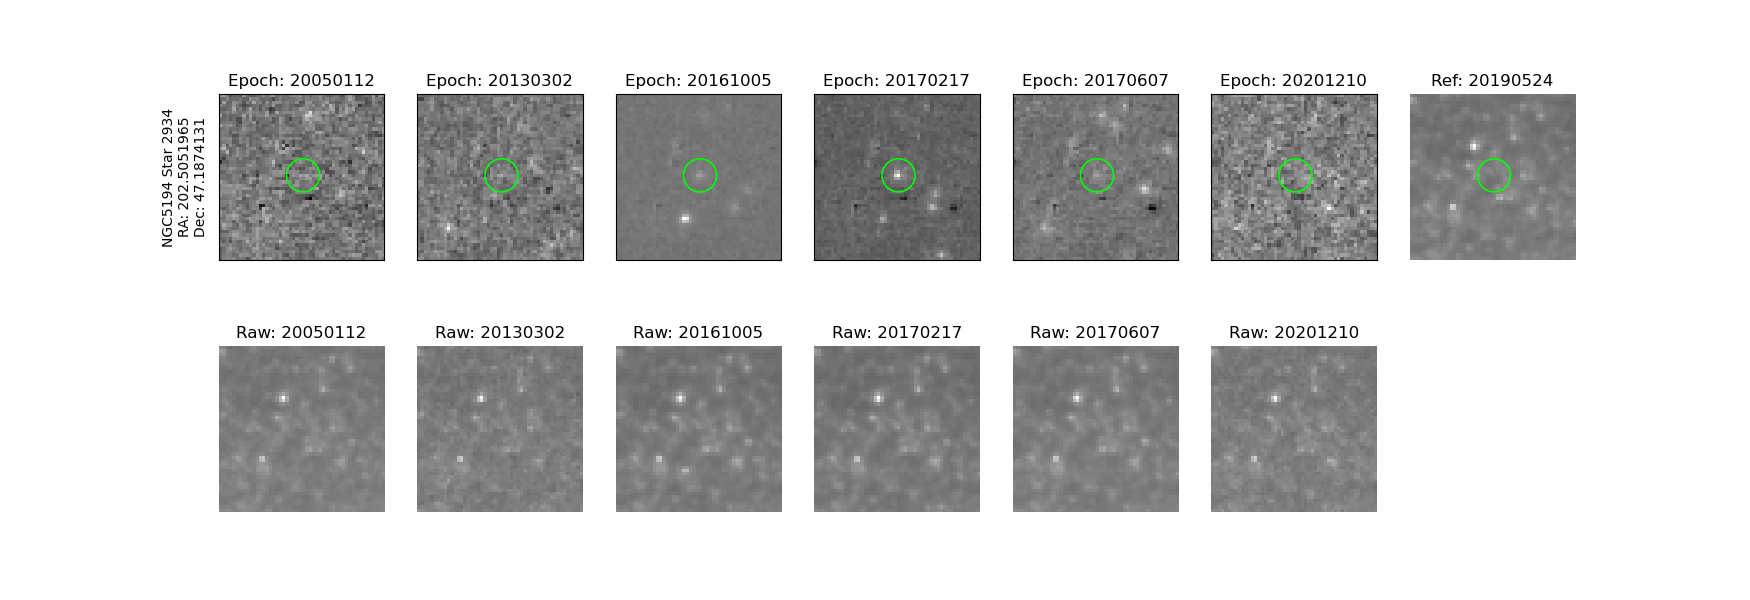 Epoch: 20050112
Epoch: 20130302
Epoch: 20161005
Epoch: 20170217
Epoch: 20170607
Epoch: 20201210
Ref: 20190524
NGC5194 Star 2934
RA: 202.5051965
Dec: 47.1874131
Raw: 20050112
Raw: 20130302
Raw: 20161005
Raw: 20170217
Raw: 20170607
Raw: 20201210